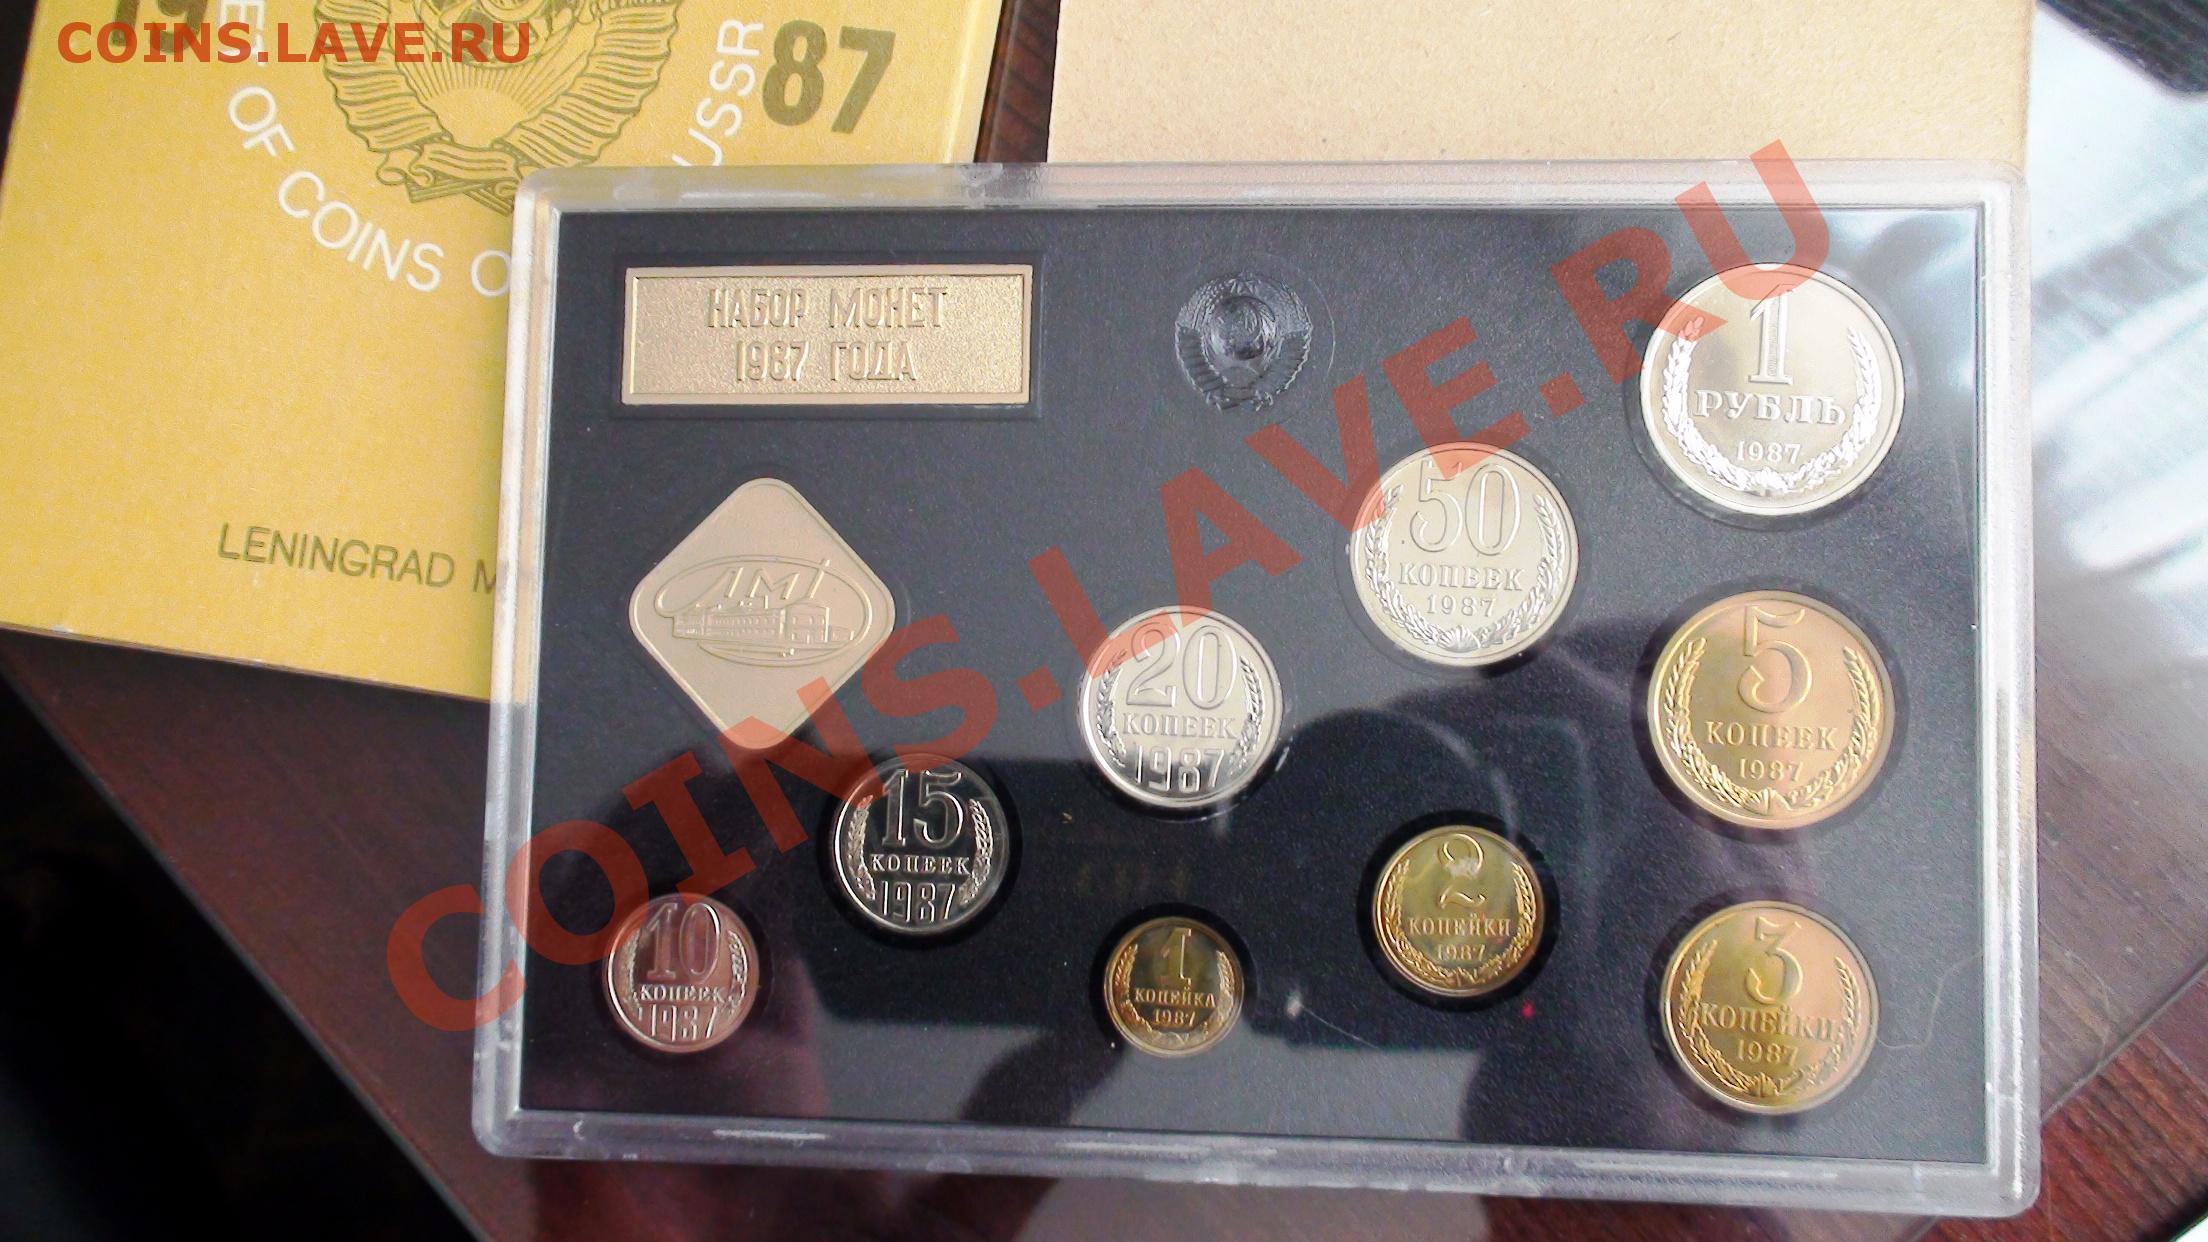 COINS.LAVE.RU
19
87
OF COINS O
USSR
LENINGRAD M
НАБОР МОНЕТ
1987 ГОДА
1
РУБЛЬ
1987
50
КОПЕЕК
1987
ЛМД
20
КОПЕЕК
1987
5
КОПЕЕК
1987
15
КОПЕЕК
1987
2
КОПЕЙКИ
1987
10
КОПЕЕК
1987
1
КОПЕЙКА
1987
3
КОПЕЙКИ
1987
COINS.LAVE.RU